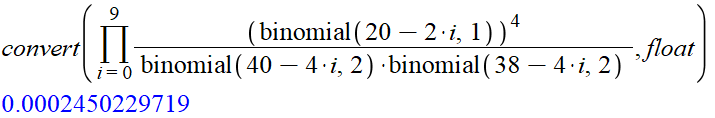 convert(∏_{i=0}^{9} (binomial(20 − 2·i, 1))^4 / (binomial(40 − 4·i, 2)·binomial(38 − 4·i, 2)), float)
0.0002450229719